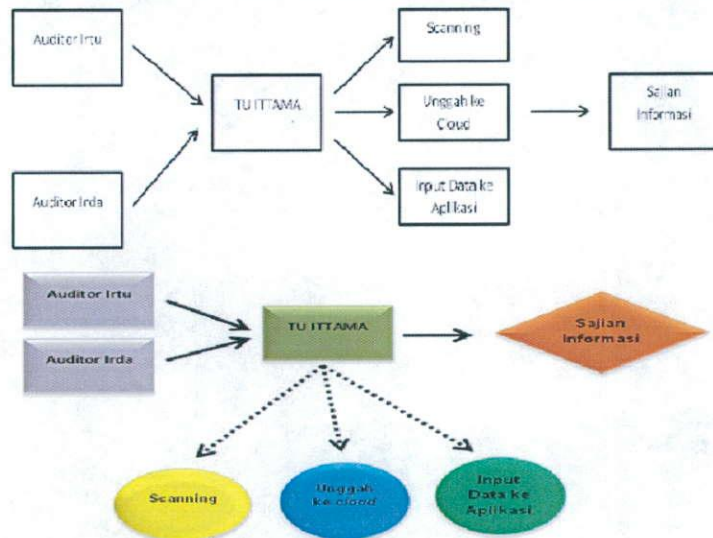 Auditor Irtu
Scanning
TU ITTAMA
Unggah ke
Cloud
Sajian
Informasi
Auditor Irda
Input Data ke
Aplikasi
Auditor Irtu
TU ITTAMA
Sajian
Informasi
Auditor Irda
Scanning
Unggah
ke cloud
Input
Data ke
Aplikasi